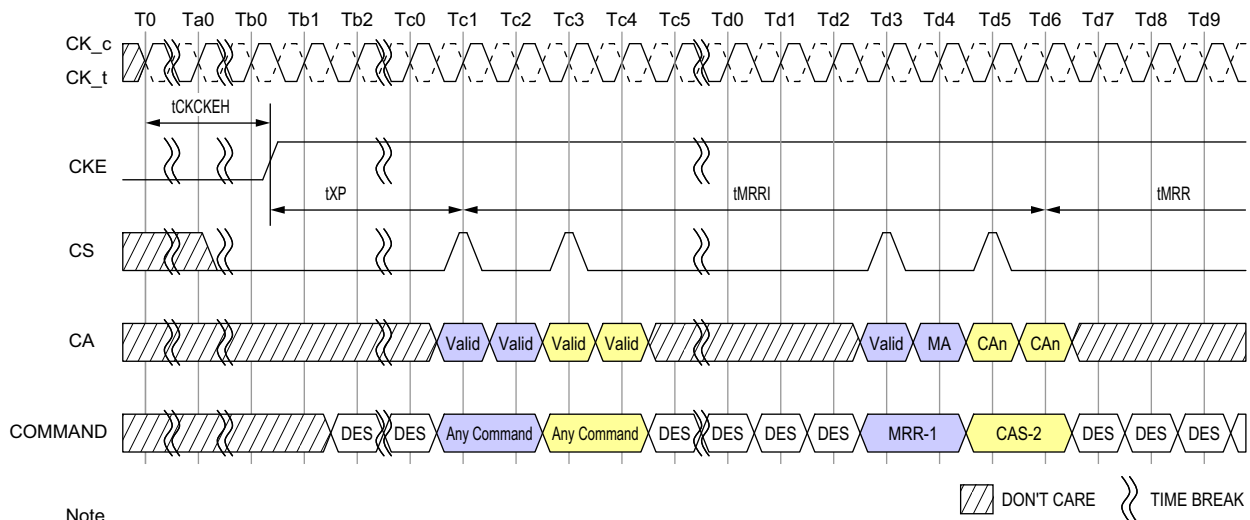 T0 Ta0 Tb0 Tb1 Tb2 Tc0 Tc1 Tc2 Tc3 Tc4 Tc5 Td0 Td1 Td2 Td3 Td4 Td5 Td6 Td7 Td8 Td9
CK_c
CK_t
tCKCKEH
CKE
tXP tMRRI tMRR
CS
CA Valid Valid Valid Valid Valid MA CAn CAn
COMMAND DES DES Any Command Any Command DES DES DES DES MRR-1 CAS-2 DES DES DES
DON'T CARE TIME BREAK
Note